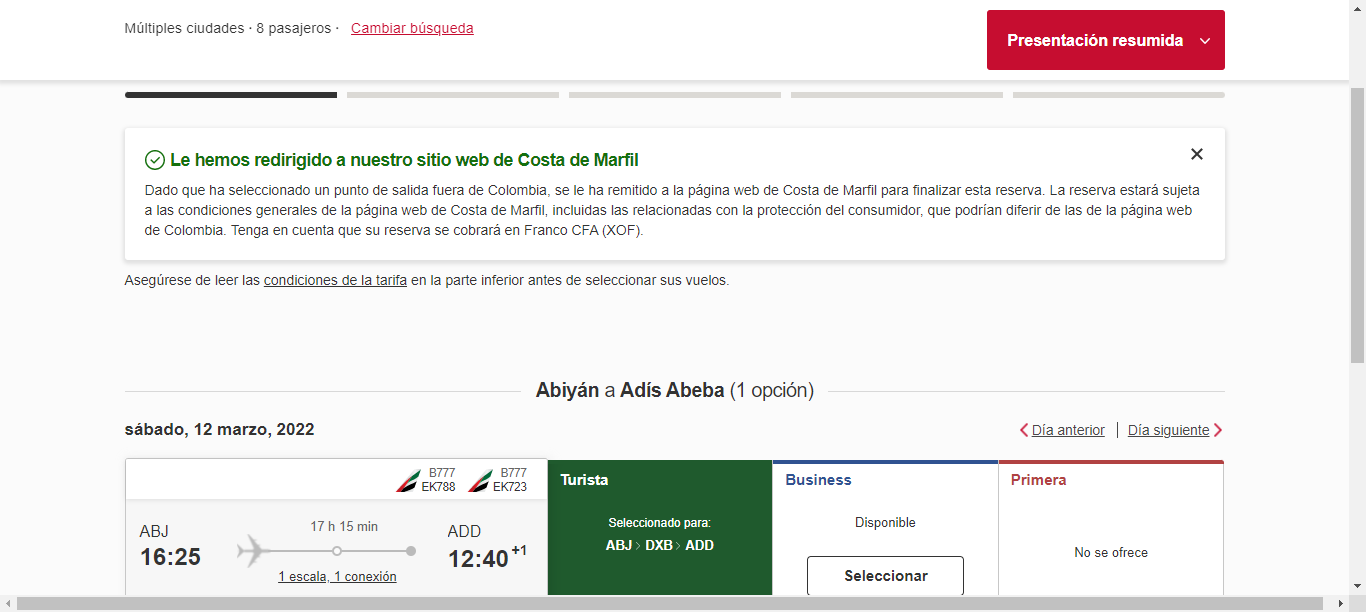 Múltiples ciudades · 8 pasajeros · Cambiar búsqueda
Presentación resumida
Le hemos redirigido a nuestro sitio web de Costa de Marfil
Dado que ha seleccionado un punto de salida fuera de Colombia, se le ha remitido a la página web de Costa de Marfil para finalizar esta reserva. La reserva estará sujeta
a las condiciones generales de la página web de Costa de Marfil, incluidas las relacionadas con la protección del consumidor, que podrían diferir de las de la página web
de Colombia. Tenga en cuenta que su reserva se cobrará en Franco CFA (XOF).
Asegúrese de leer las condiciones de la tarifa en la parte inferior antes de seleccionar sus vuelos.
Abiyán a Adís Abeba (1 opción)
sábado, 12 marzo, 2022
Día anterior | Día siguiente
B777
EK788
B777
EK723
ABJ
16:25
17 h 15 min
1 escala, 1 conexión
ADD
12:40 +1
Turista
Seleccionado para:
ABJ › DXB › ADD
Business
Disponible
Seleccionar
Primera
No se ofrece